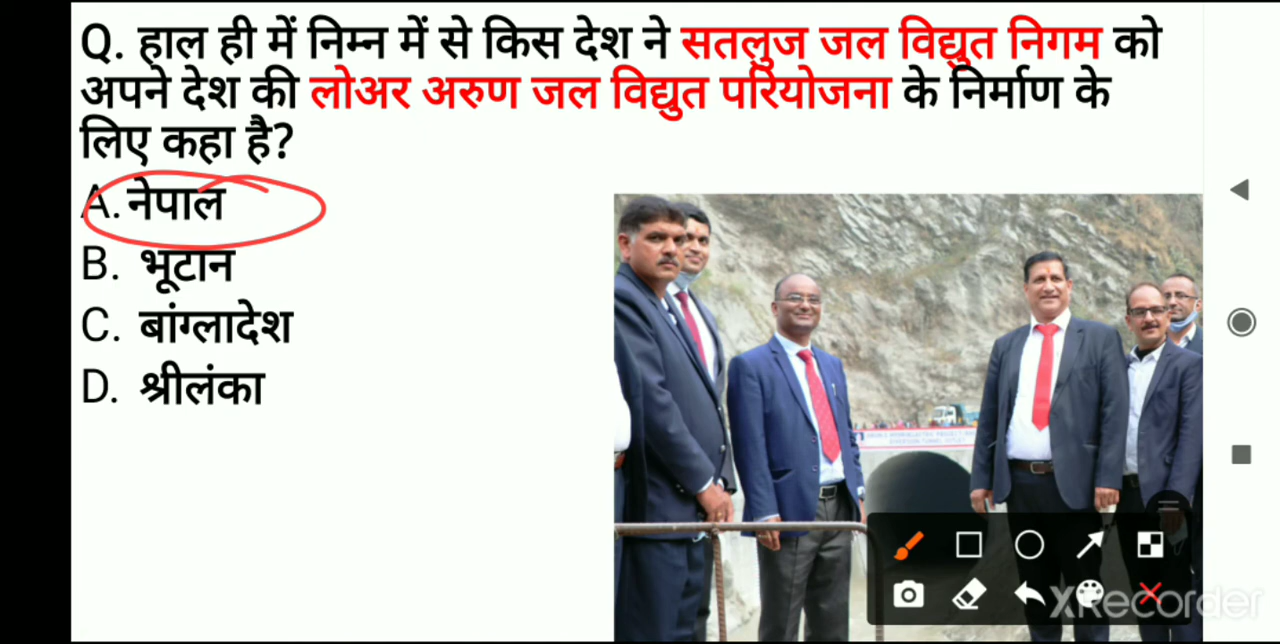 Q. हाल ही में निम्न में से किस देश ने सतलुज जल विद्युत निगम को
अपने देश की लोअर अरुण जल विद्युत परियोजना के निर्माण के
लिए कहा है?
A. नेपाल
B. भूटान
C. बांग्लादेश
D. श्रीलंका
XRecorder